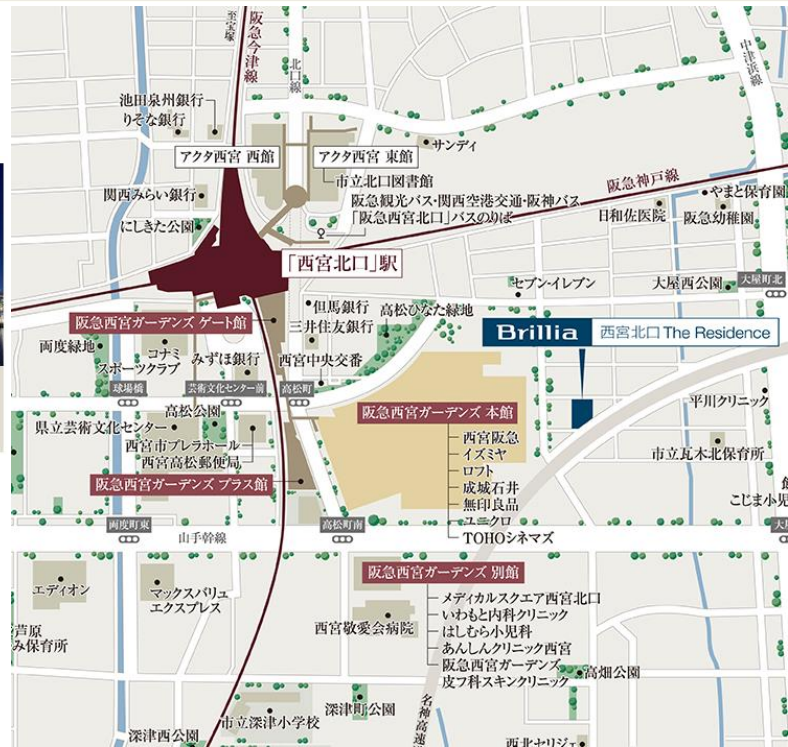 至宝塚
阪急今津線
北口線
中津浜線
池田泉州銀行
りそな銀行
アクタ西宮 西館
アクタ西宮 東館
サンディ
市立北口図書館
関西みらい銀行
阪急観光バス・関西空港交通・阪神バス
「阪急西宮北口」バスのりば
阪急神戸線
にしきた公園
日和佐医院
やまと保育園
阪急幼稚園
「西宮北口」駅
セブン-イレブン
大屋西公園
大屋町北
但馬銀行
高松ひなた緑地
三井住友銀行
阪急西宮ガーデンズ ゲート館
Brillia 西宮北口 The Residence
両度緑地
コナミ
スポーツクラブ
みずほ銀行
西宮中央交番
球場橋
芸術文化センター前
高松町
平川クリニック
高松公園
阪急西宮ガーデンズ 本館
県立芸術文化センター
西宮市プレラホール
西宮高松郵便局
西宮阪急
イズミヤ
ロフト
成城石井
無印良品
ユニクロ
TOHOシネマズ
市立瓦木北保育所
阪急西宮ガーデンズ プラス館
こじま小児
両度町東
山手幹線
高松町南
阪急西宮ガーデンズ 別館
エディオン
マックスバリュ
エクスプレス
メディカルスクエア西宮北口
いわもと内科クリニック
はしむら小児科
あんしんクリニック西宮
阪急西宮ガーデンズ
皮フ科スキンクリニック
西宮敬愛会病院
芦原
み保育所
高畑公園
深津町公園
市立深津小学校
深津西公園
名神高速
西北セリジェ